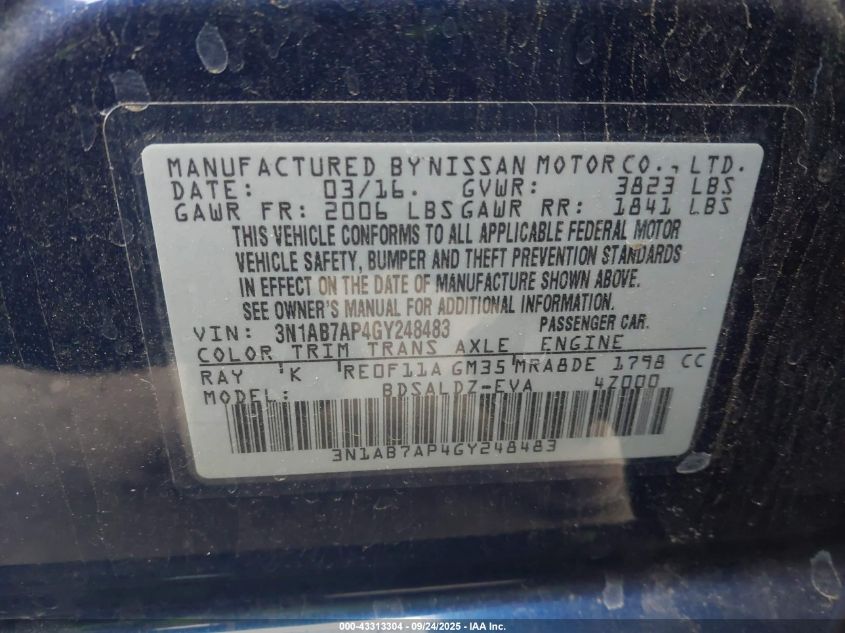 MANUFACTURED BY NISSAN MOTOR CO., LTD.
DATE: 03/16. GVWR: 3823 LBS
GAWR FR: 2006 LBS GAWR RR: 1841 LBS
THIS VEHICLE CONFORMS TO ALL APPLICABLE FEDERAL MOTOR
VEHICLE SAFETY, BUMPER AND THEFT PREVENTION STANDARDS
IN EFFECT ON THE DATE OF MANUFACTURE SHOWN ABOVE.
SEE OWNER'S MANUAL FOR ADDITIONAL INFORMATION.
VIN: 3N1AB7AP4GY248483 PASSENGER CAR.
COLOR TRIM TRANS AXLE ENGINE
RAY 'K 'RE0F11A GM35'MRA8DE 1798 CC
MODEL: BDSALDZ-EVA 4Z000
3N1AB7AP4GY248483
000-43313304 - 09/24/2025 - IAA Inc.